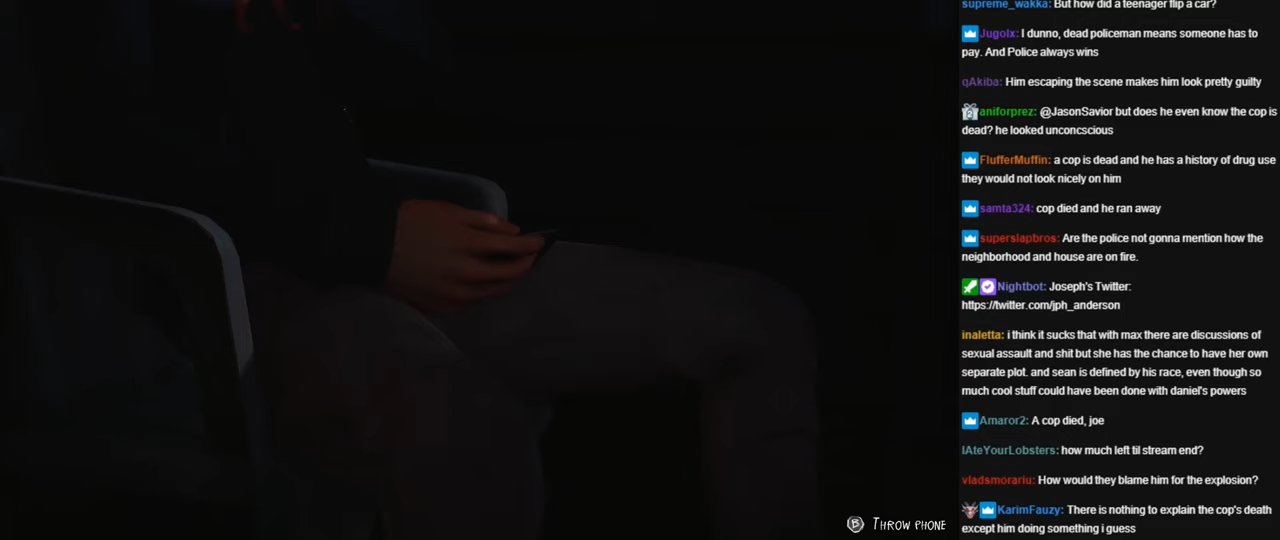 supreme_wakka: But how did a teenager flip a car?
Jugolx: I dunno, dead policeman means someone has to
pay. And Police always wins
qAkiba: Him escaping the scene makes him look pretty guilty
aniforprez: @JasonSavior but does he even know the cop is
dead? he looked unconcscious
FlufferMuffin: a cop is dead and he has a history of drug use
they would not look nicely on him
samta324: cop died and he ran away
superslapbros: Are the police not gonna mention how the
neighborhood and house are on fire.
Nightbot: Joseph's Twitter:
https://twitter.com/jph_anderson
inaletta: i think it sucks that with max there are discussions of
sexual assault and shit but she has the chance to have her own
separate plot. and sean is defined by his race, even though so
much cool stuff could have been done with daniel's powers
Amaror2: A cop died, joe
IAteYourLobsters: how much left til stream end?
vladsmorariu: How would they blame him for the explosion?
KarimFauzy: There is nothing to explain the cop's death
except him doing something i guess
B THROW PHONE